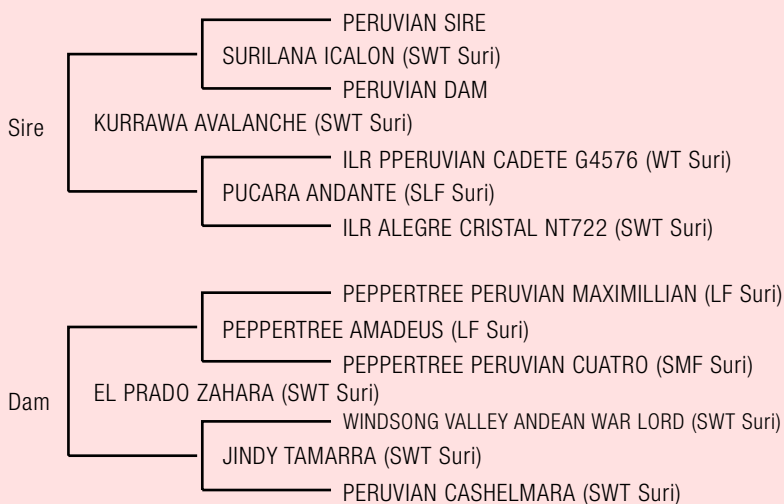 PERUVIAN SIRE
SURILANA ICALON (SWT Suri)
PERUVIAN DAM
Sire
KURRAWA AVALANCHE (SWT Suri)
ILR PPERUVIAN CADETE G4576 (WT Suri)
PUCARA ANDANTE (SLF Suri)
ILR ALEGRE CRISTAL NT722 (SWT Suri)
PEPPERTREE PERUVIAN MAXIMILLIAN (LF Suri)
PEPPERTREE AMADEUS (LF Suri)
PEPPERTREE PERUVIAN CUATRO (SMF Suri)
Dam
EL PRADO ZAHARA (SWT Suri)
WINDSONG VALLEY ANDEAN WAR LORD (SWT Suri)
JINDY TAMARRA (SWT Suri)
PERUVIAN CASHELMARA (SWT Suri)